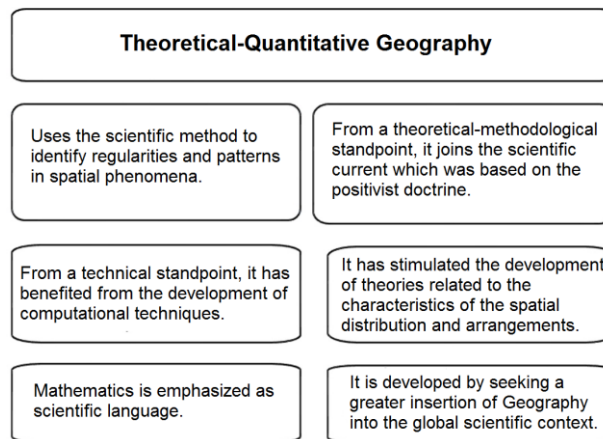 Theoretical-Quantitative Geography
Uses the scientific method to
identify regularities and patterns
in spatial phenomena.
From a theoretical-methodological
standpoint, it joins the scientific
current which was based on the
positivist doctrine.
From a technical standpoint, it has
benefited from the development of
computational techniques.
It has stimulated the development
of theories related to the
characteristics of the spatial
distribution and arrangements.
Mathematics is emphasized as
scientific language.
It is developed by seeking a
greater insertion of Geography
into the global scientific context.